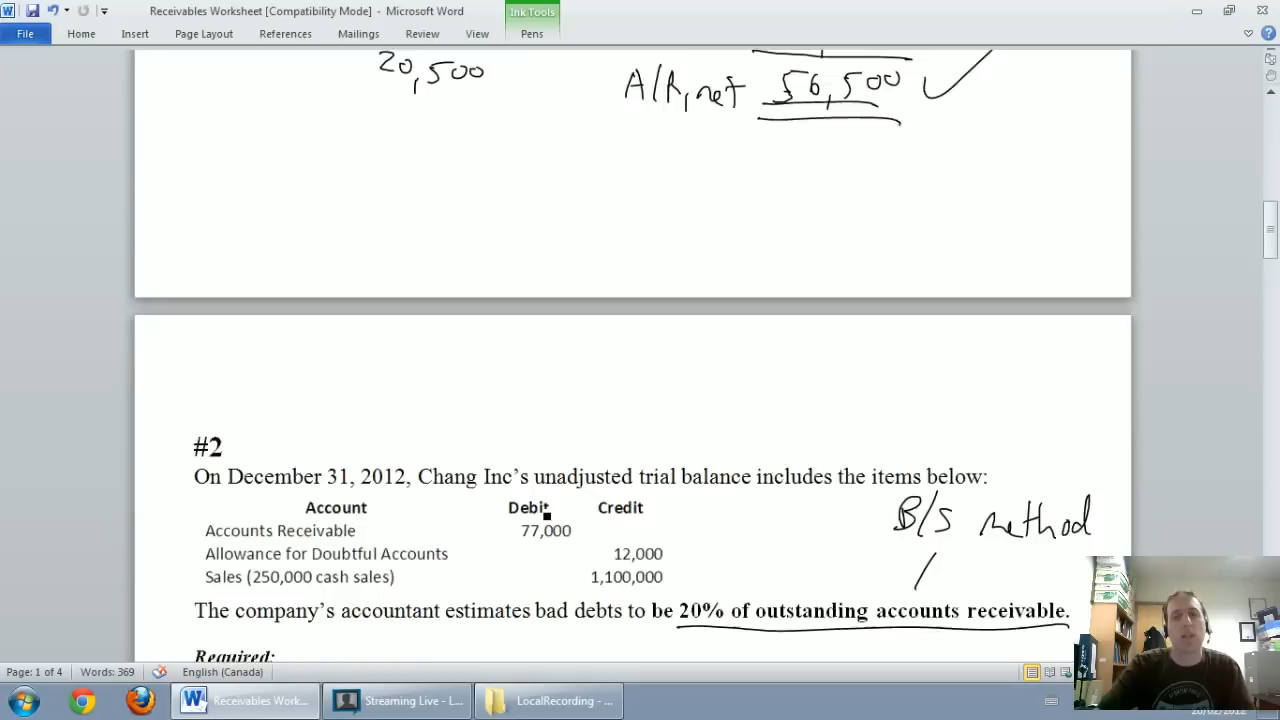 Receivables Worksheet [Compatibility Mode] - Microsoft Word
Ink Tools
File Home Insert Page Layout References Mailings Review View Pens
20,500
A/R, net 56,500
#2
On December 31, 2012, Chang Inc's unadjusted trial balance includes the items below:
Account Debit Credit
Accounts Receivable 77,000
Allowance for Doubtful Accounts 12,000
Sales (250,000 cash sales) 1,100,000
B/S method
The company's accountant estimates bad debts to be 20% of outstanding accounts receivable.
Required:
Page: 1 of 4 Words: 369 English (Canada)
Receivables Work... Streaming Live - L... LocalRecording - ...
20/02/2012